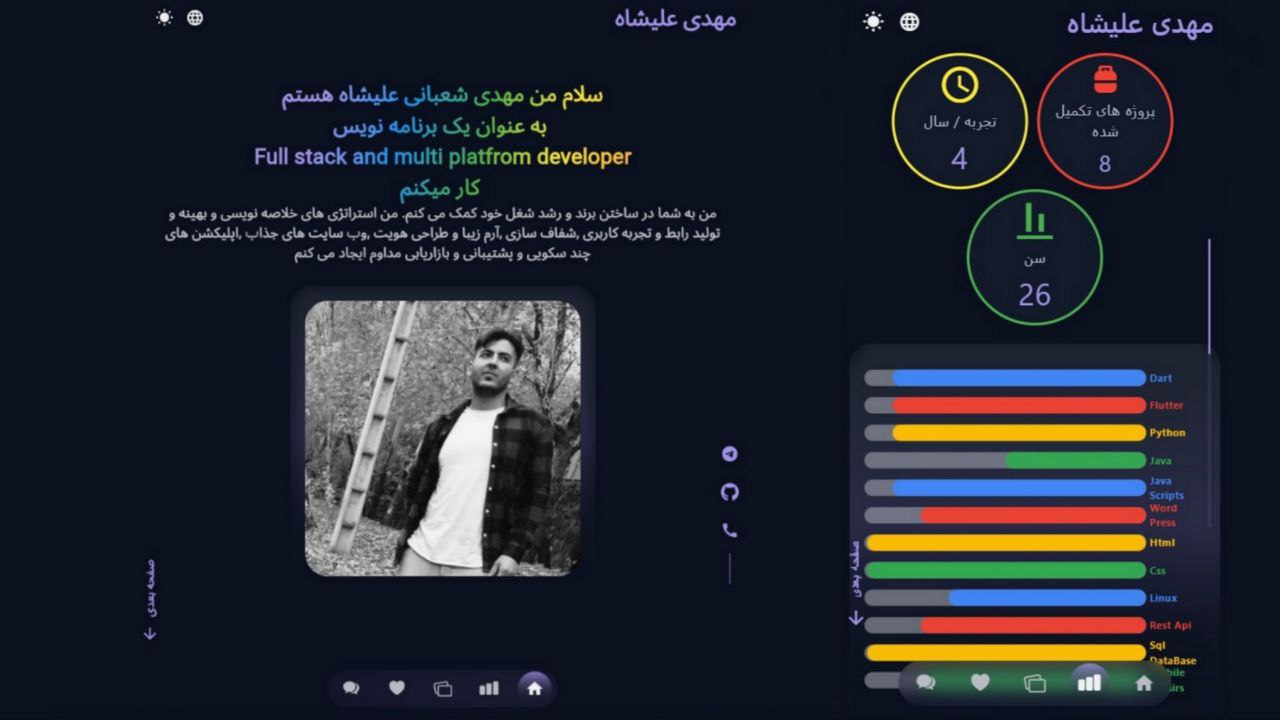 مهدی علیشاه
سلام من مهدی شعبانی علیشاه هستم
به عنوان یک برنامه نویس
Full stack and multi platfrom developer
کار میکنم
من به شما در ساختن برند و رشد شغل خود کمک می کنم. من استراتژی های خلاصه نویسی و بهینه و
تولید رابط و تجربه کاربری ,شفاف سازی ,آرم زیبا و طراحی هویت ,وب سایت های جذاب ,اپلیکشن های
چند سکویی و پشتیبانی و بازاریابی مداوم ایجاد می کنم
صفحه بعدی
مهدی علیشاه
پروژه های تکمیل
شده
8
تجربه / سال
4
سن
26
Dart
Flutter
Python
Java
Java
Scripts
Word
Press
Html
Css
Linux
Rest Api
Sql
DataBase
صفحه بعدی